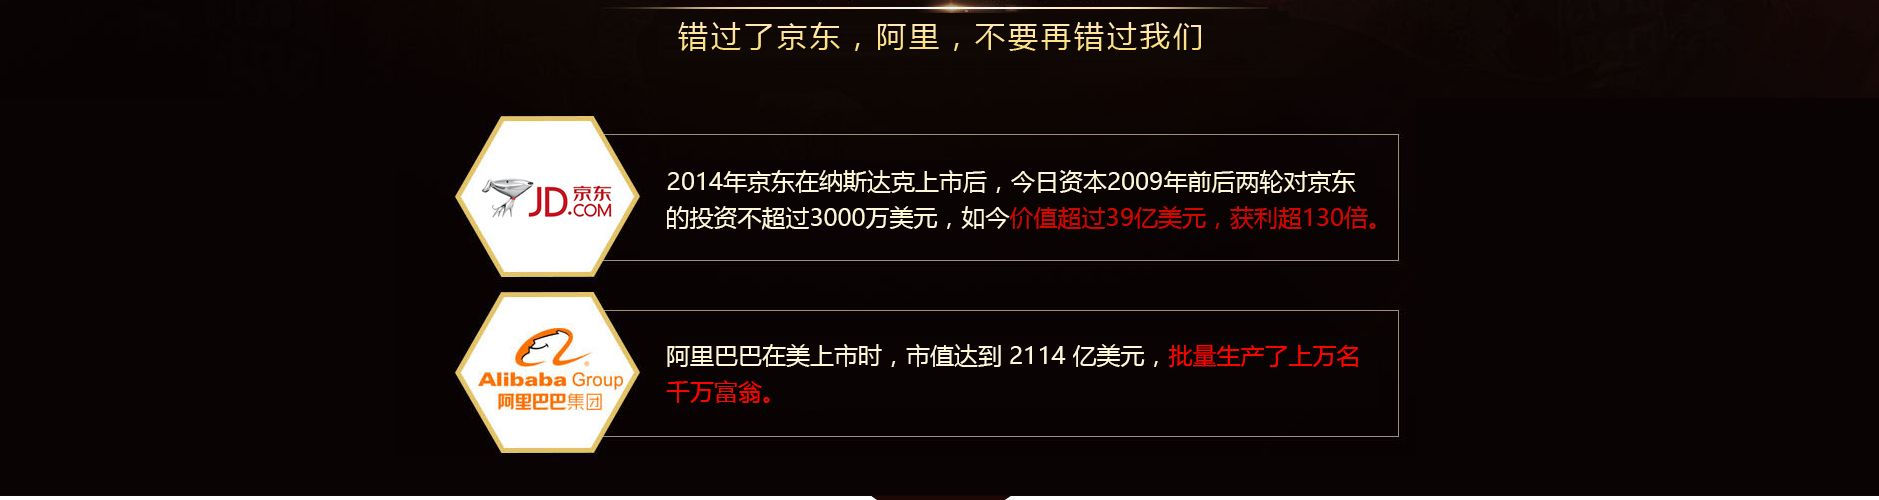 错过了京东，阿里，不要再错过我们
JD.COM 京东
2014年京东在纳斯达克上市后，今日资本2009年前后两轮对京东
的投资不超过3000万美元，如今价值超过39亿美元，获利超130倍。
Alibaba Group
阿里巴巴集团
阿里巴巴在美上市时，市值达到 2114 亿美元，批量生产了上万名
千万富翁。